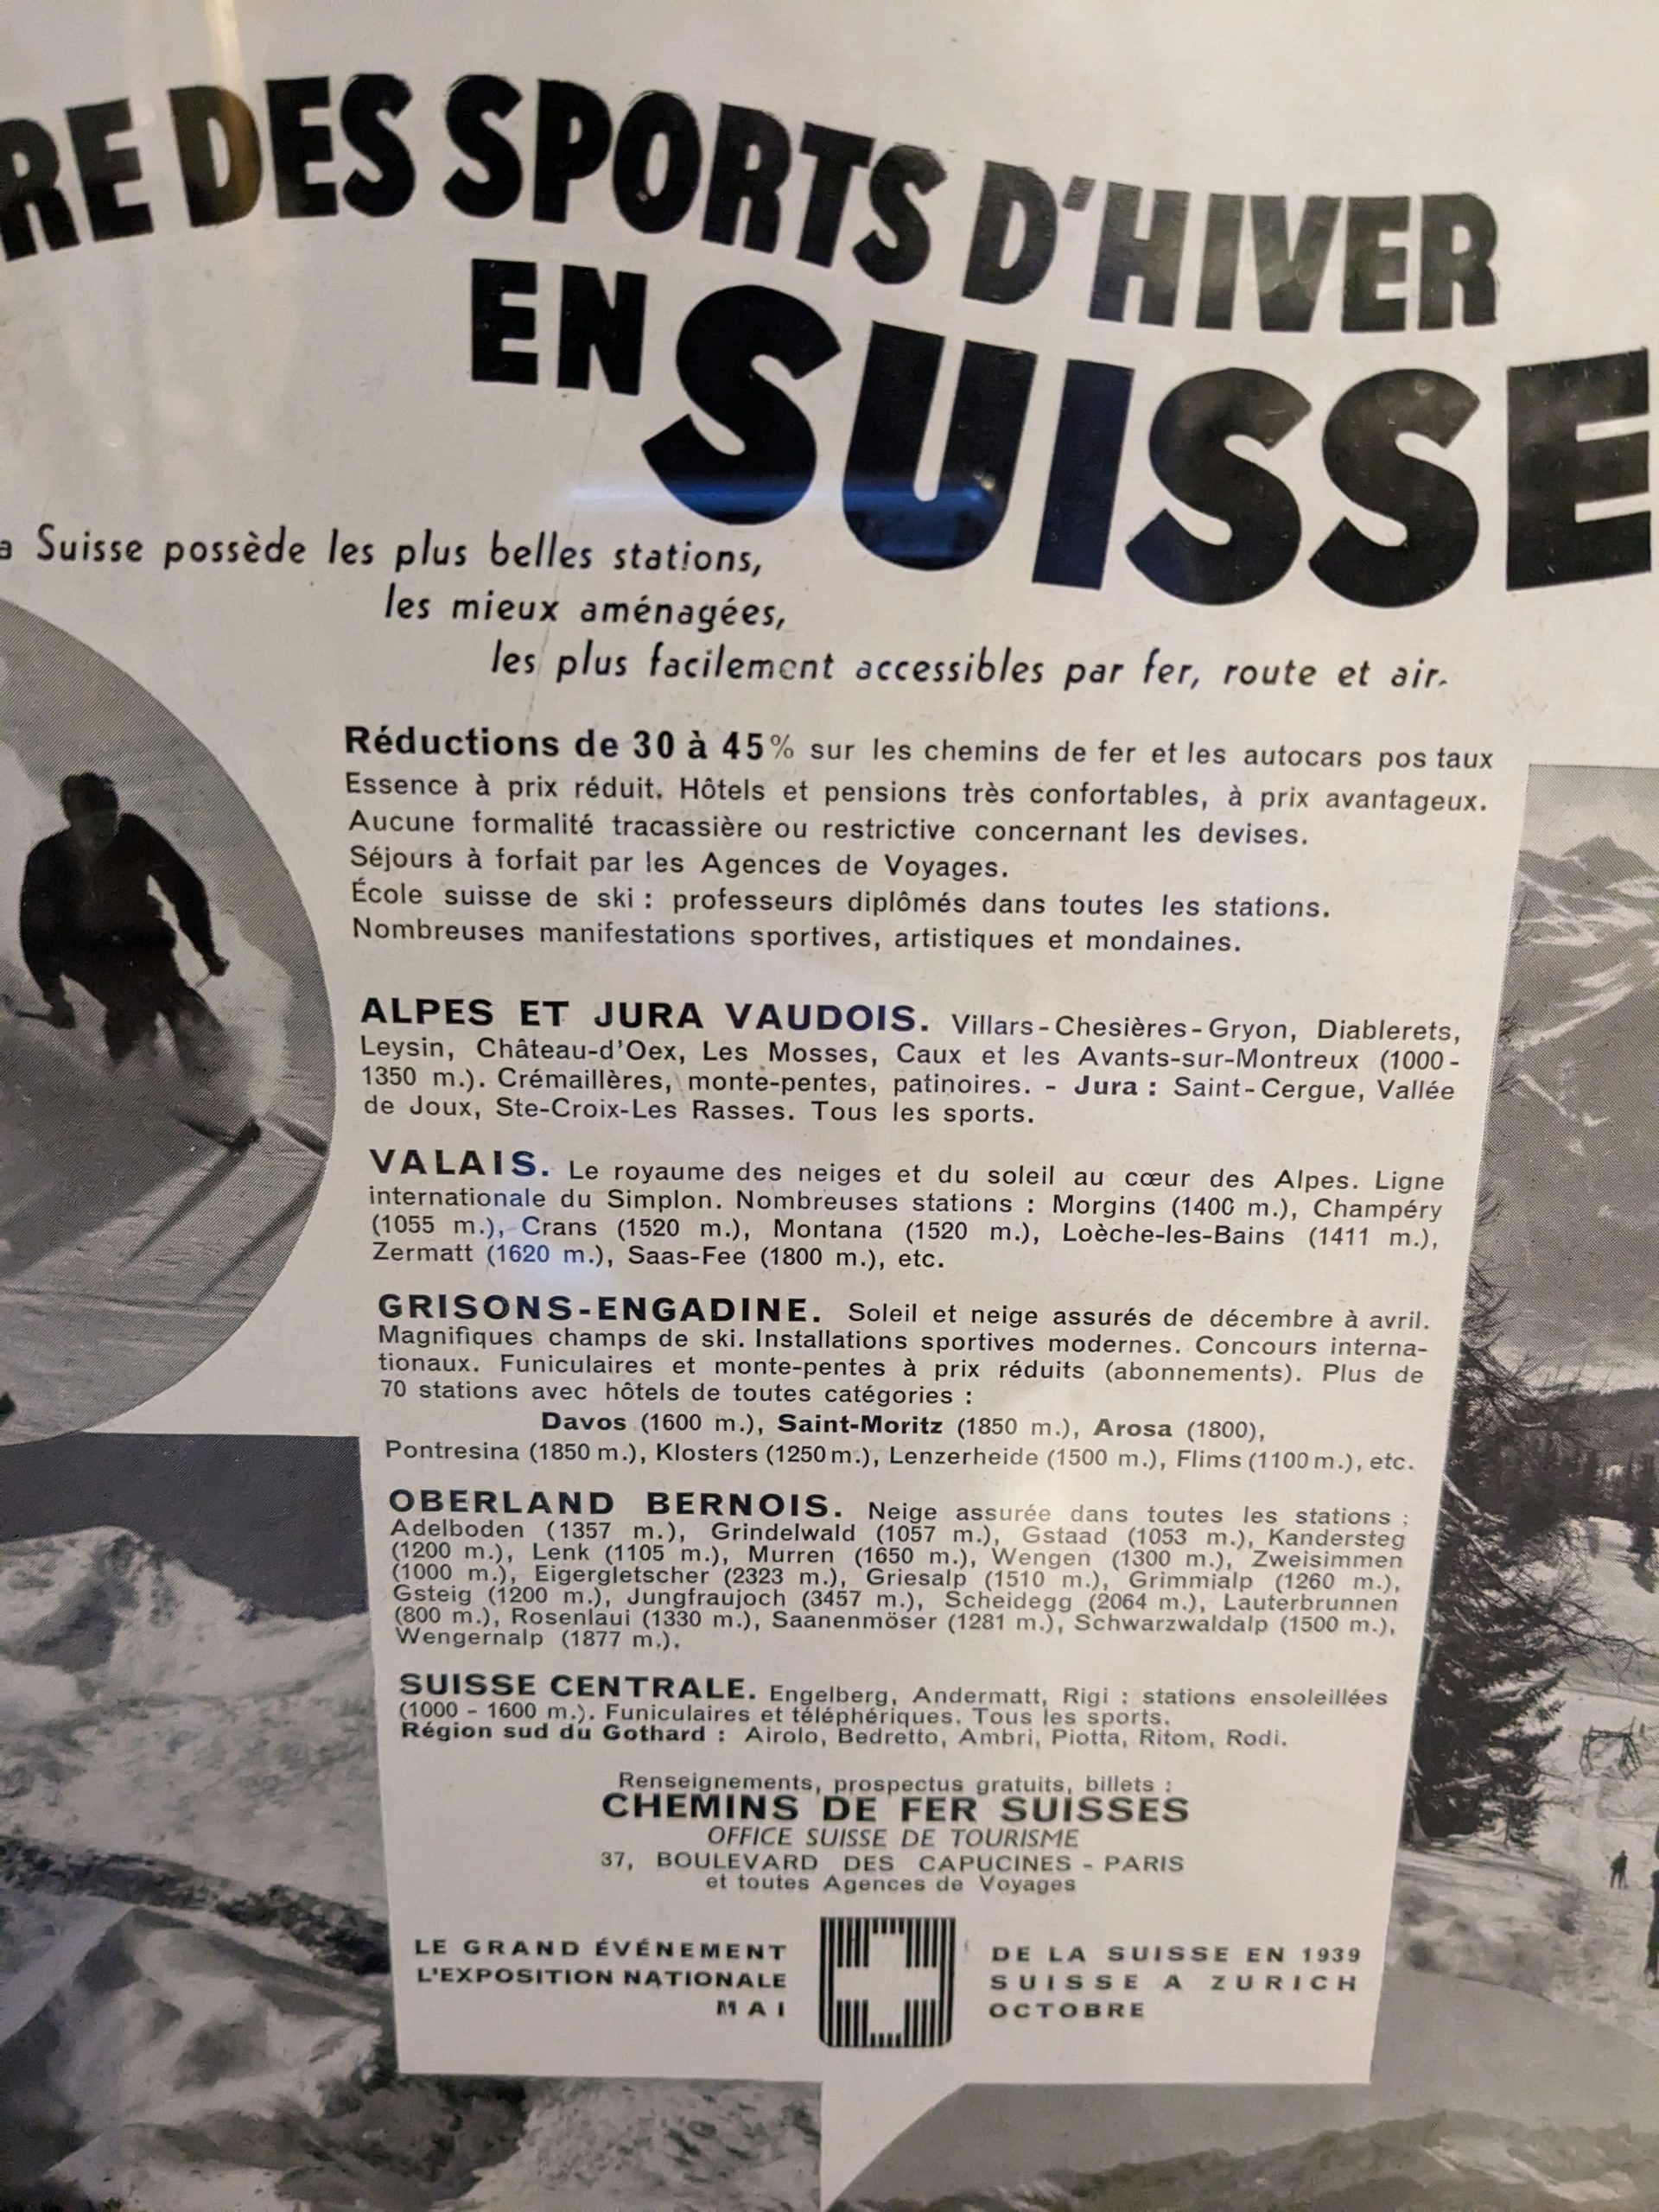 RE DES SPORTS D'HIVER
EN SUISSE
a Suisse possède les plus belles stations,
les mieux aménagées,
les plus facilement accessibles par fer, route et air.
Réductions de 30 à 45% sur les chemins de fer et les autocars pos taux
Essence à prix réduit. Hôtels et pensions très confortables, à prix avantageux.
Aucune formalité tracassière ou restrictive concernant les devises.
Séjours à forfait par les Agences de Voyages.
École suisse de ski : professeurs diplômés dans toutes les stations.
Nombreuses manifestations sportives, artistiques et mondaines.
ALPES ET JURA VAUDOIS. Villars-Chesières-Gryon, Diablerets,
Leysin, Château-d'Oex, Les Mosses, Caux et les Avants-sur-Montreux (1000-
1350 m.). Crémaillères, monte-pentes, patinoires. - Jura : Saint-Cergue, Vallée
de Joux, Ste-Croix-Les Rasses. Tous les sports.
VALAIS. Le royaume des neiges et du soleil au cœur des Alpes. Ligne
internationale du Simplon. Nombreuses stations : Morgins (1400 m.), Champéry
(1055 m.), Crans (1520 m.), Montana (1520 m.), Loèche-les-Bains (1411 m.),
Zermatt (1620 m.), Saas-Fee (1800 m.), etc.
GRISONS-ENGADINE. Soleil et neige assurés de décembre à avril.
Magnifiques champs de ski. Installations sportives modernes. Concours interna-
tionaux. Funiculaires et monte-pentes à prix réduits (abonnements). Plus de
70 stations avec hôtels de toutes catégories :
Davos (1600 m.), Saint-Moritz (1850 m.), Arosa (1800),
Pontresina (1850 m.), Klosters (1250 m.), Lenzerheide (1500 m.), Flims (1100 m.), etc.
OBERLAND BERNOIS. Neige assurée dans toutes les stations :
Adelboden (1357 m.), Grindelwald (1057 m.), Gstaad (1053 m.), Kandersteg
(1200 m.), Lenk (1105 m.), Murren (1650 m.), Wengen (1300 m.), Zweisimmen
(1000 m.), Eigergletscher (2323 m.), Griesalp (1510 m.), Grimmialp (1260 m.),
Gsteig (1200 m.), Jungfraujoch (3457 m.), Scheidegg (2064 m.), Lauterbrunnen
(800 m.), Rosenlaui (1330 m.), Saanenmöser (1281 m.), Schwarzwaldalp (1500 m.),
Wengernalp (1877 m.).
SUISSE CENTRALE. Engelberg, Andermatt, Rigi : stations ensoleillées
(1000 - 1600 m.). Funiculaires et téléphériques. Tous les sports.
Région sud du Gothard : Airolo, Bedretto, Ambri, Piotta, Ritom, Rodi.
Renseignements, prospectus gratuits, billets :
CHEMINS DE FER SUISSES
OFFICE SUISSE DE TOURISME
37, BOULEVARD DES CAPUCINES - PARIS
et toutes Agences de Voyages
LE GRAND ÉVÉNEMENT DE LA SUISSE EN 1939
L'EXPOSITION NATIONALE SUISSE A ZURICH
MAI OCTOBRE